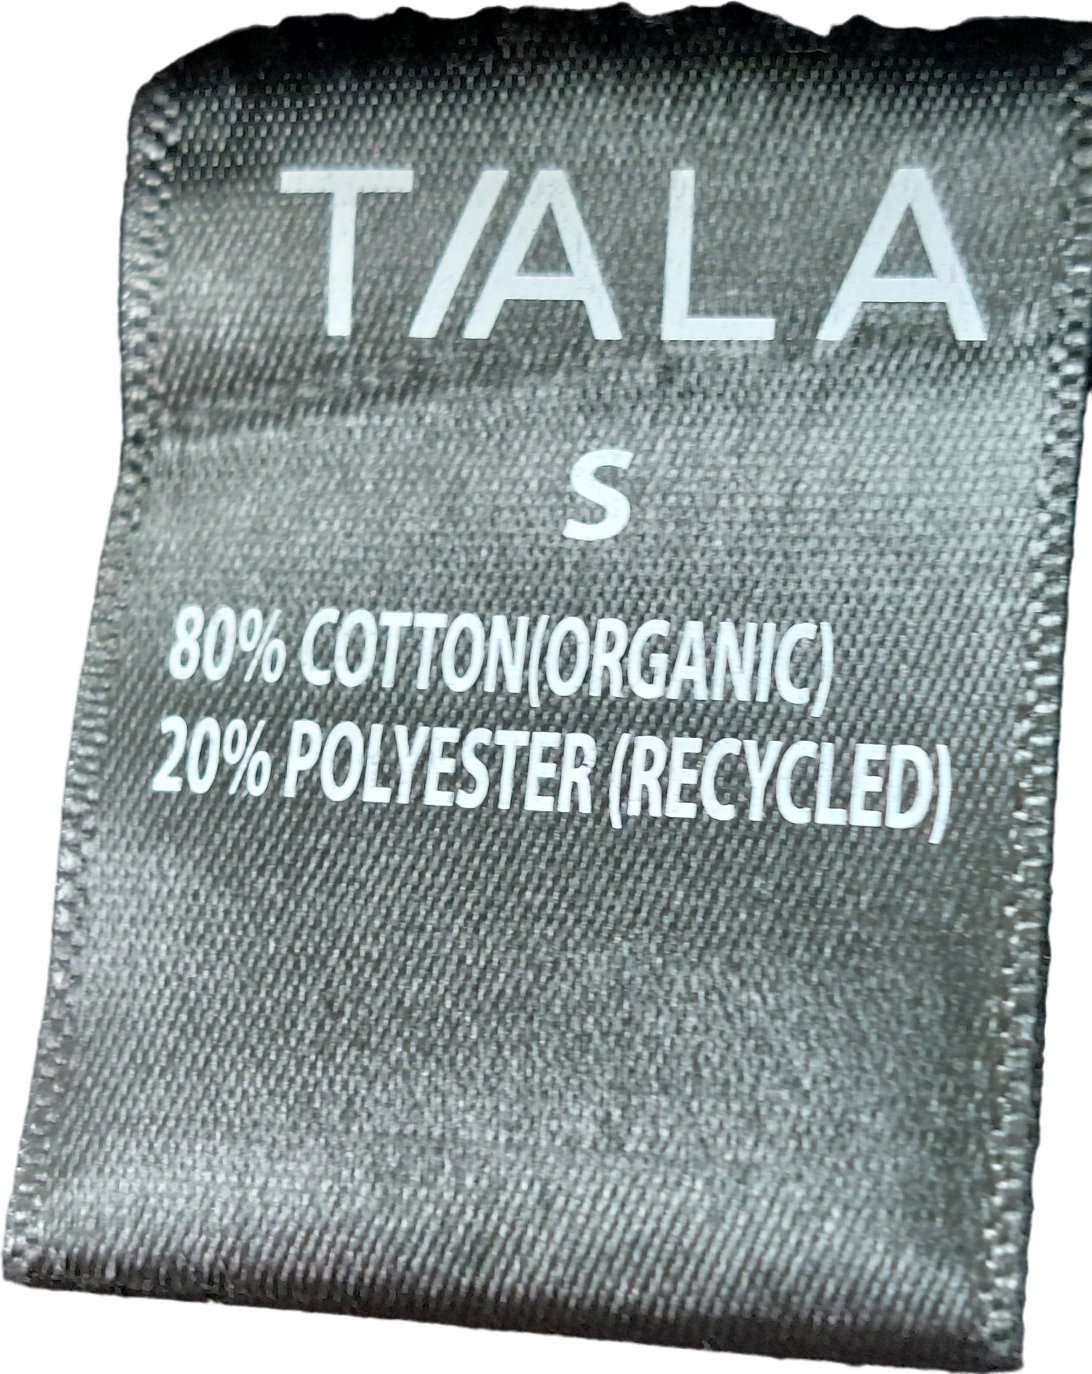 T/ALA
S
80% COTTON(ORGANIC)
20% POLYESTER (RECYCLED)